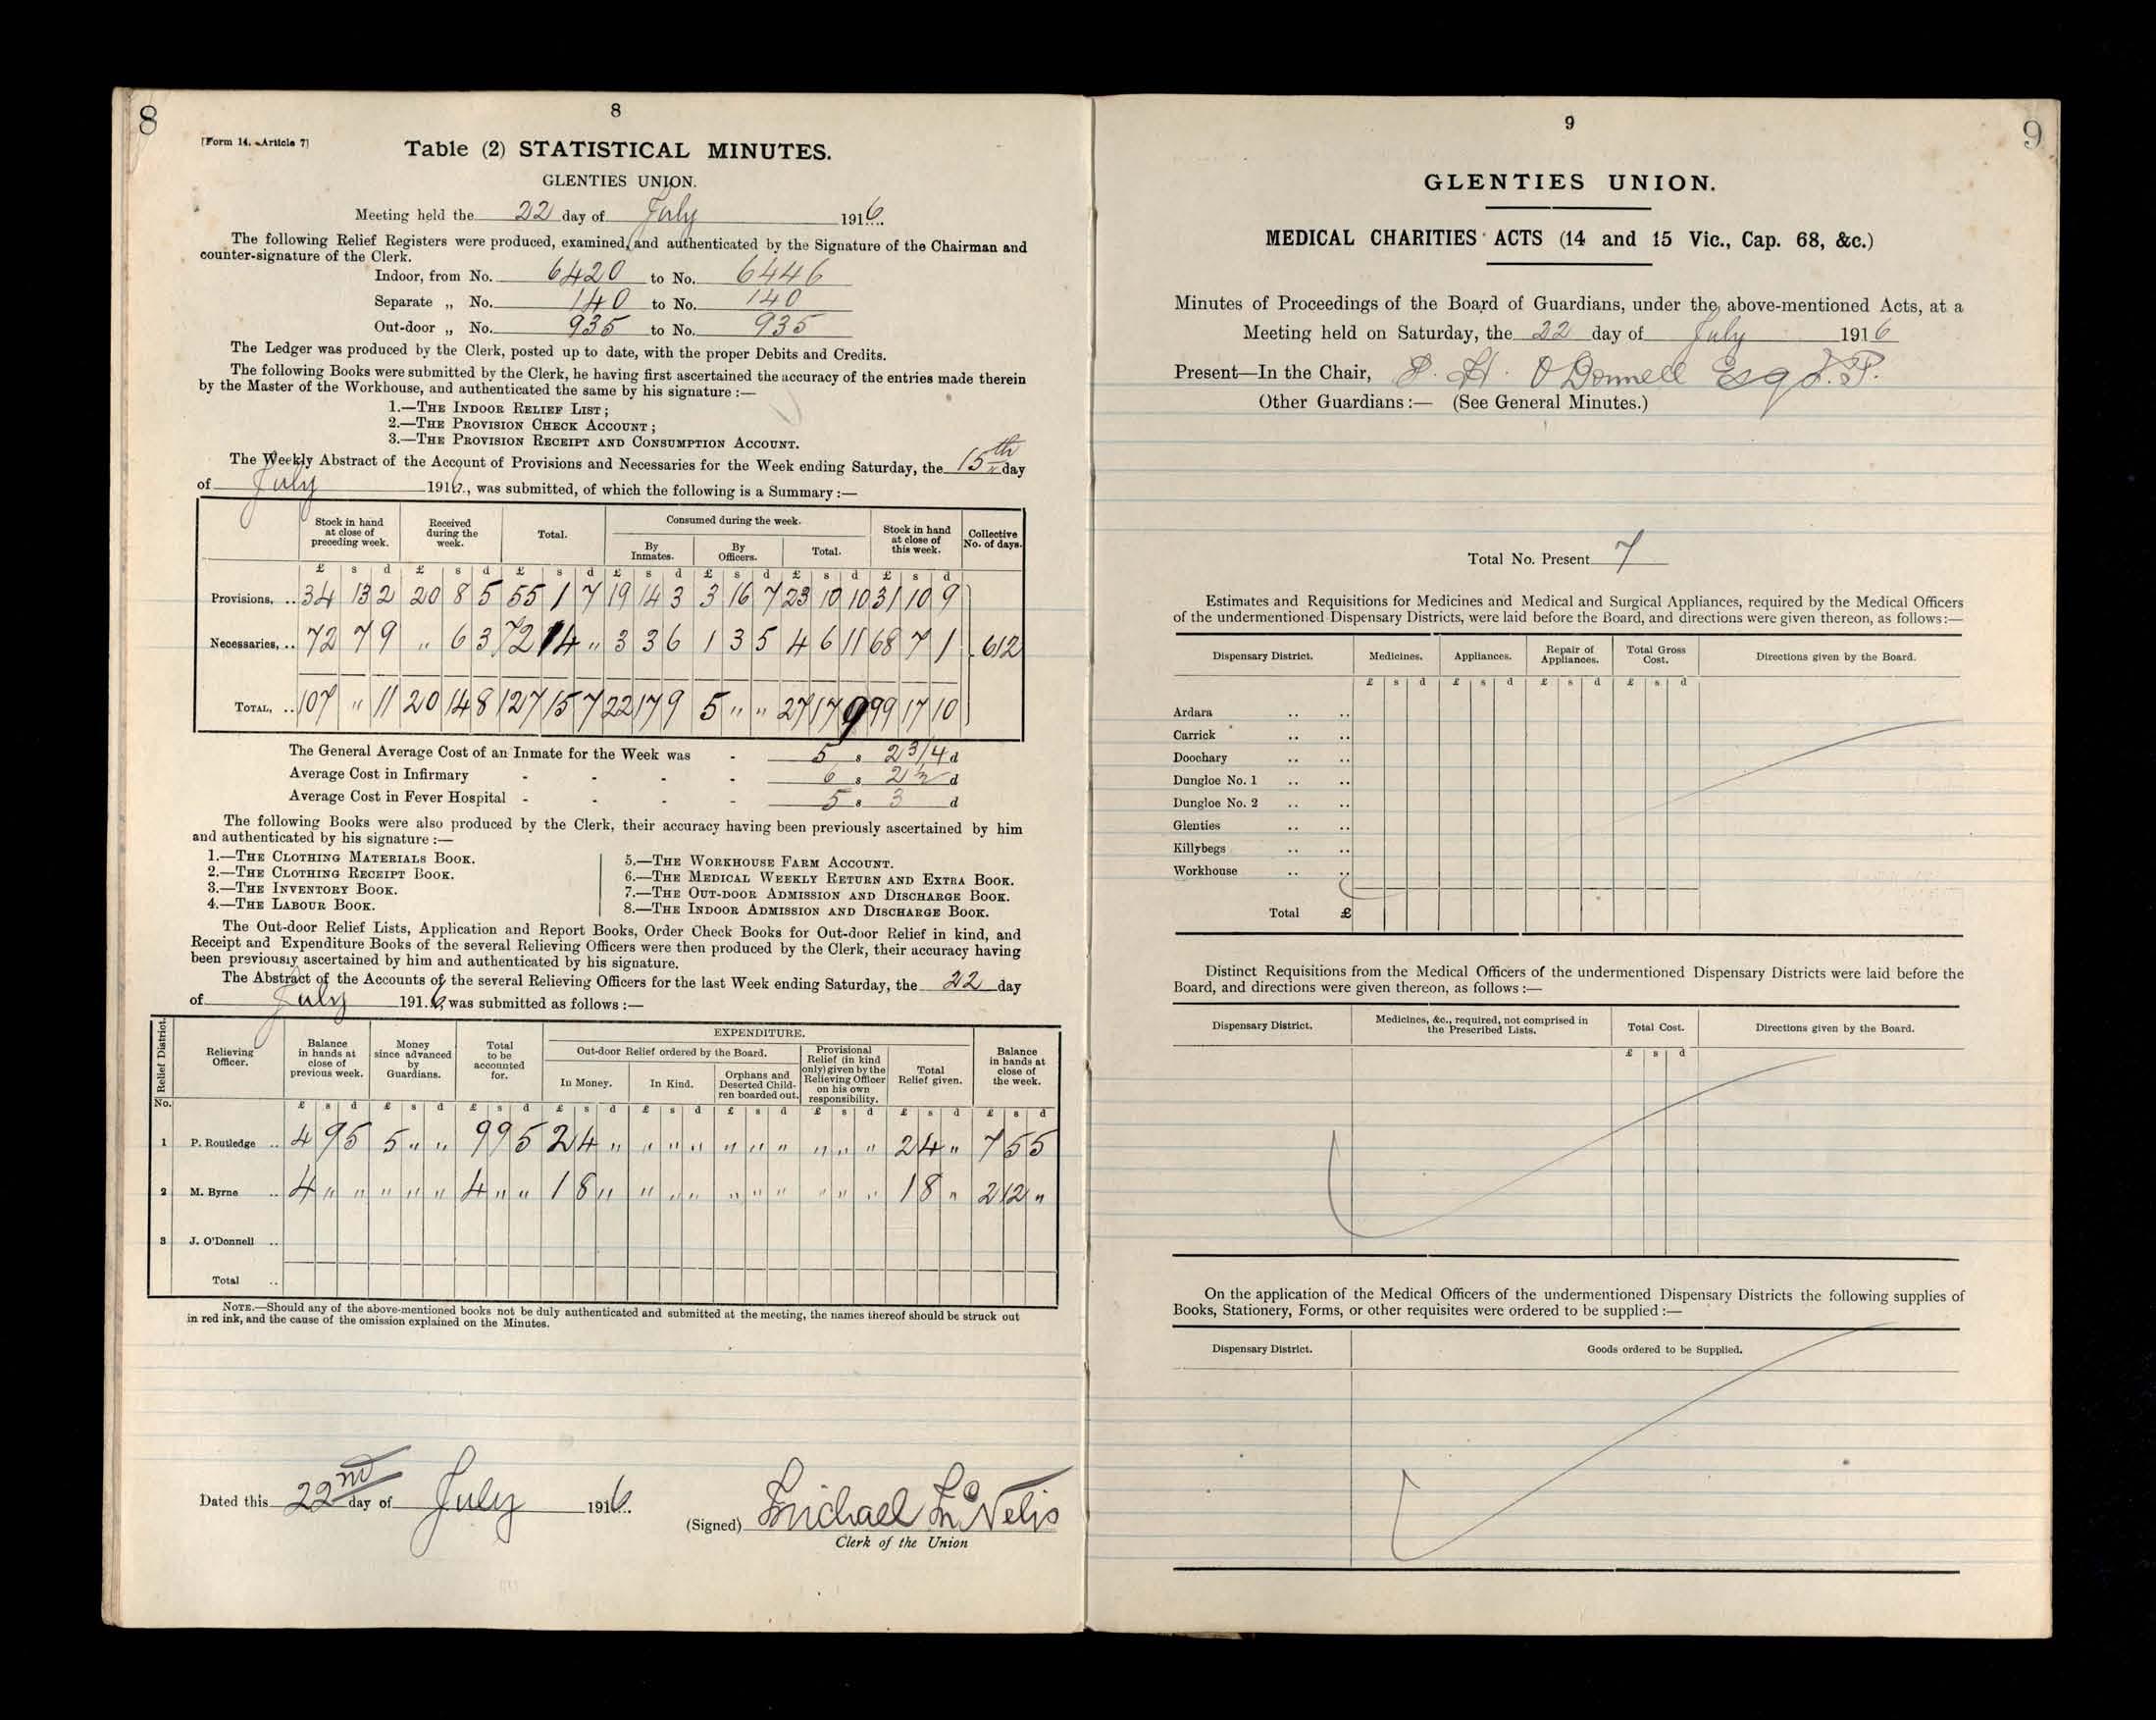 8
8
[Form 14.—Article 7]
Table (2) STATISTICAL MINUTES.
GLENTIES UNION.
Meeting held the 22 day of July 1916.
The following Relief Registers were produced, examined, and authenticated by the Signature of the Chairman and
counter-signature of the Clerk.
Indoor, from No. 6420 to No. 6446
Separate „ No. 140 to No. 140
Out-door „ No. 935 to No. 935
The Ledger was produced by the Clerk, posted up to date, with the proper Debits and Credits.
The following Books were submitted by the Clerk, he having first ascertained the accuracy of the entries made therein
by the Master of the Workhouse, and authenticated the same by his signature :—
1.—THE INDOOR RELIEF LIST ;
2.—THE PROVISION CHECK ACCOUNT ;
3.—THE PROVISION RECEIPT AND CONSUMPTION ACCOUNT.
The Weekly Abstract of the Account of Provisions and Necessaries for the Week ending Saturday, the 15th day
of July 1916., was submitted, of which the following is a Summary :—
Stock in hand at close of preceding week. Received during the week. Total. Consumed during the week. Stock in hand at close of this week. Collective No. of days.
By Inmates. By Officers. Total.
£ s d £ s d £ s d £ s d £ s d £ s d £ s d
Provisions, .. 34 13 2 20 8 5 55 1 7 19 14 3 3 16 7 23 10 10 31 10 9
Necessaries, .. 72 7 9 „ 6 3 72 14 „ 3 3 6 1 3 5 4 6 11 68 7 1 612
TOTAL, .. 107 „ 11 20 14 8 127 15 7 22 17 9 5 „ „ 27 17 9 99 17 10
The General Average Cost of an Inmate for the Week was - 5 s 2 3/4 d
Average Cost in Infirmary - - - - 6 s 2 ½ d
Average Cost in Fever Hospital - - - - 5 s 3 d
The following Books were also produced by the Clerk, their accuracy having been previously ascertained by him
and authenticated by his signature :—
1.—THE CLOTHING MATERIALS BOOK.
2.—THE CLOTHING RECEIPT BOOK.
3.—THE INVENTORY BOOK.
4.—THE LABOUR BOOK.
5.—THE WORKHOUSE FARM ACCOUNT.
6.—THE MEDICAL WEEKLY RETURN AND EXTRA BOOK.
7.—THE OUT-DOOR ADMISSION AND DISCHARGE BOOK.
8.—THE INDOOR ADMISSION AND DISCHARGE BOOK.
The Out-door Relief Lists, Application and Report Books, Order Check Books for Out-door Relief in kind, and
Receipt and Expenditure Books of the several Relieving Officers were then produced by the Clerk, their accuracy having
been previously ascertained by him and authenticated by his signature.
The Abstract of the Accounts of the several Relieving Officers for the last Week ending Saturday, the 22 day
of July 1916, was submitted as follows :—
Relief District. Relieving Officer. Balance in hands at close of previous week. Money since advanced by Guardians. Total to be accounted for. EXPENDITURE. Balance in hands at close of the week.
Out-door Relief ordered by the Board. Provisional Relief (in kind only) given by the Relieving Officer on his own responsibility. Total Relief given.
In Money. In Kind. Orphans and Deserted Children boarded out.
No. £ s d £ s d £ s d £ s d £ s d £ s d £ s d £ s d £ s d
1 P. Routledge .. 4 9 5 5 „ „ 9 9 5 2 4 „ „ „ „ „ „ „ „ „ „ 2 4 „ 7 5 5
2 M. Byrne .. 4 „ „ „ „ „ 4 „ „ 1 8 „ „ „ „ „ „ „ „ „ „ 1 8 „ 2 12 „
3 J. O'Donnell ..
Total ..
NOTE.—Should any of the above-mentioned books not be duly authenticated and submitted at the meeting, the names thereof should be struck out
in red ink, and the cause of the omission explained on the Minutes.
Dated this 22nd day of July 1916.
(Signed) Michael McNelis
Clerk of the Union
9
9
GLENTIES UNION.
MEDICAL CHARITIES ACTS (14 and 15 Vic., Cap. 68, &c.)
Minutes of Proceedings of the Board of Guardians, under the above-mentioned Acts, at a
Meeting held on Saturday, the 22 day of July 1916
Present—In the Chair, P. H. O'Donnell Esq J.P.
Other Guardians :— (See General Minutes.)
Total No. Present 7
Estimates and Requisitions for Medicines and Medical and Surgical Appliances, required by the Medical Officers
of the undermentioned Dispensary Districts, were laid before the Board, and directions were given thereon, as follows :—
Dispensary District. Medicines. Appliances. Repair of Appliances. Total Gross Cost. Directions given by the Board.
£ s d £ s d £ s d £ s d
Ardara .. ..
Carrick .. ..
Doochary .. ..
Dungloe No. 1 .. ..
Dungloe No. 2 .. ..
Glenties .. ..
Killybegs .. ..
Workhouse .. ..
Total £
Distinct Requisitions from the Medical Officers of the undermentioned Dispensary Districts were laid before the
Board, and directions were given thereon, as follows :—
Dispensary District. Medicines, &c., required, not comprised in the Prescribed Lists. Total Cost. Directions given by the Board.
£ s d
On the application of the Medical Officers of the undermentioned Dispensary Districts the following supplies of
Books, Stationery, Forms, or other requisites were ordered to be supplied :—
Dispensary District. Goods ordered to be Supplied.